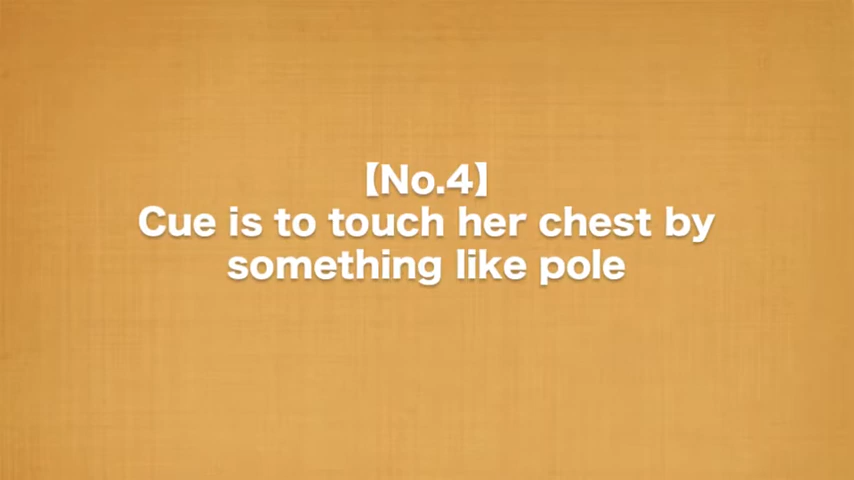 【No.4】
Cue is to touch her chest by
something like pole